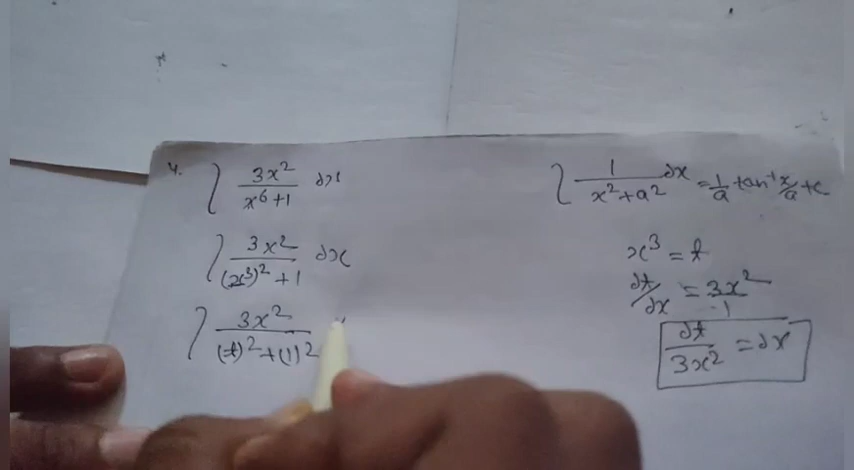 4. ∫ 3x²/(x⁶+1) dx
∫ 3x²/((x³)²+1) dx
∫ 3x²/((t)²+(1)²)
∫ 1/(x²+a²) dx = 1/a tan⁻¹ x/a + c
x³ = t
dt/dx = 3x²/1
dt/3x² = dx